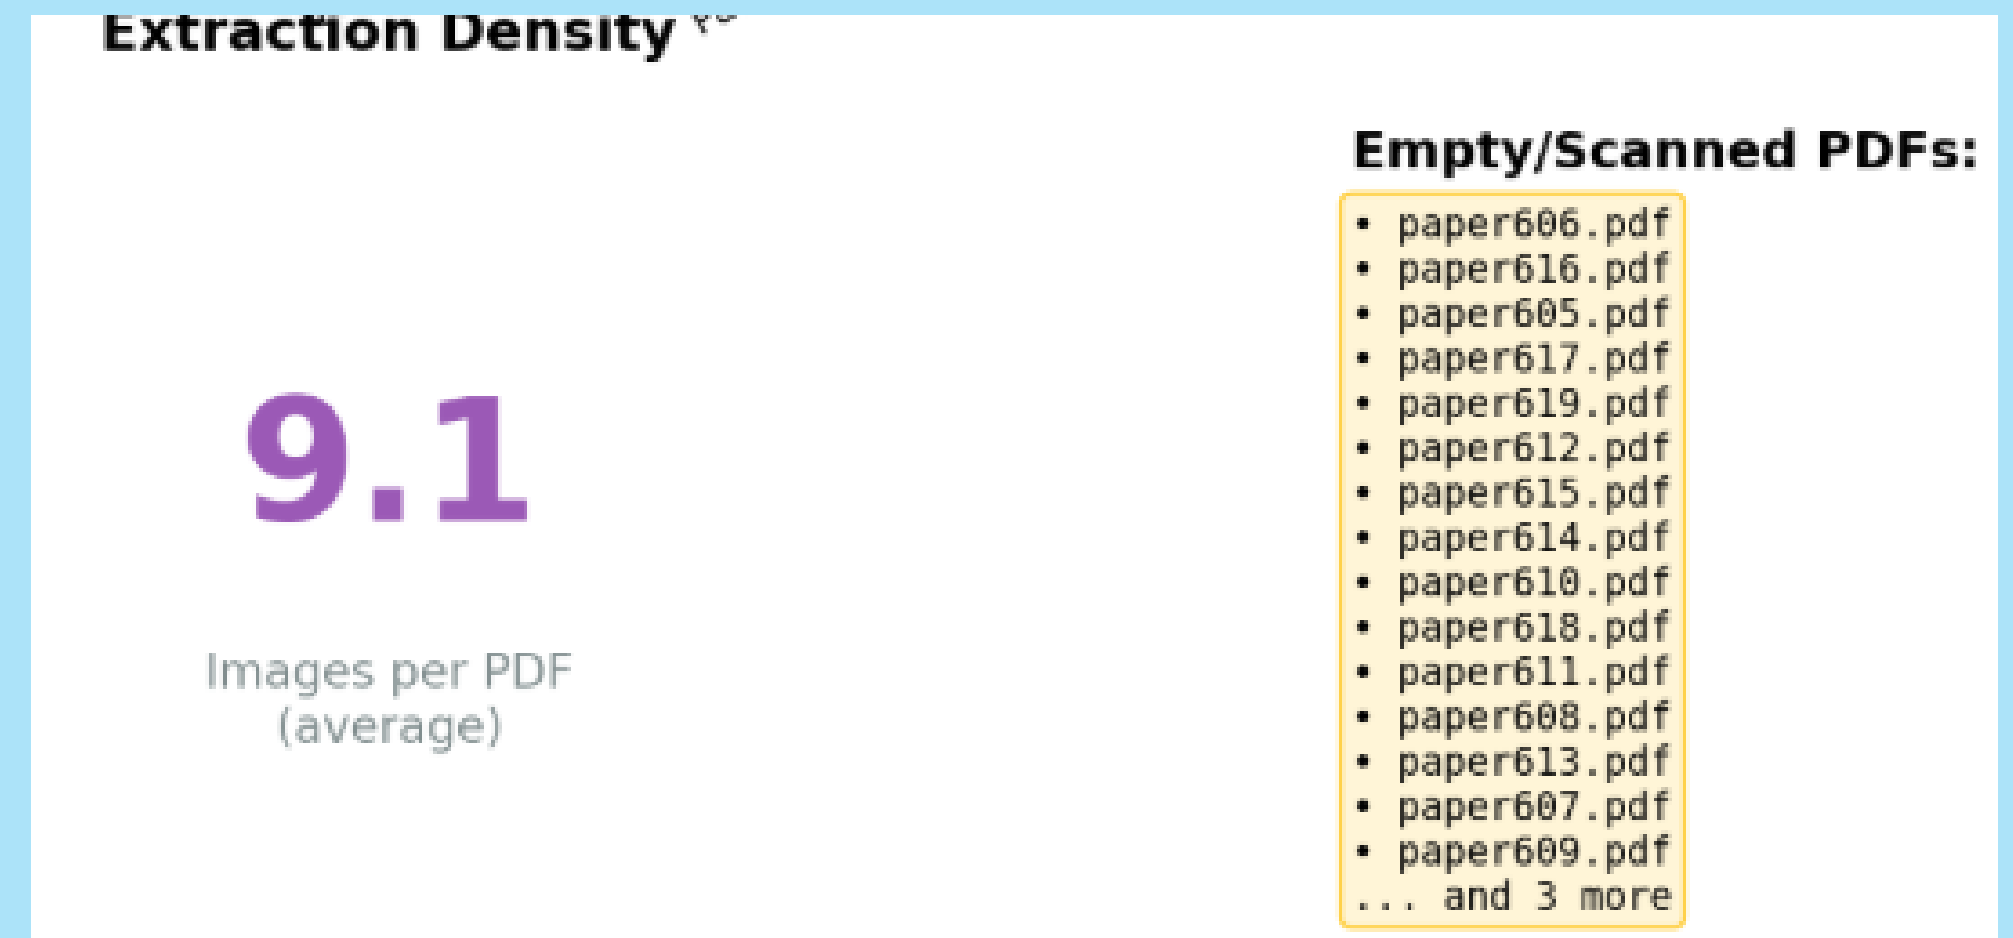 Extraction Density
9.1
Images per PDF
(average)
Empty/Scanned PDFs:
• paper606.pdf
• paper616.pdf
• paper605.pdf
• paper617.pdf
• paper619.pdf
• paper612.pdf
• paper615.pdf
• paper614.pdf
• paper610.pdf
• paper618.pdf
• paper611.pdf
• paper608.pdf
• paper613.pdf
• paper607.pdf
• paper609.pdf
... and 3 more